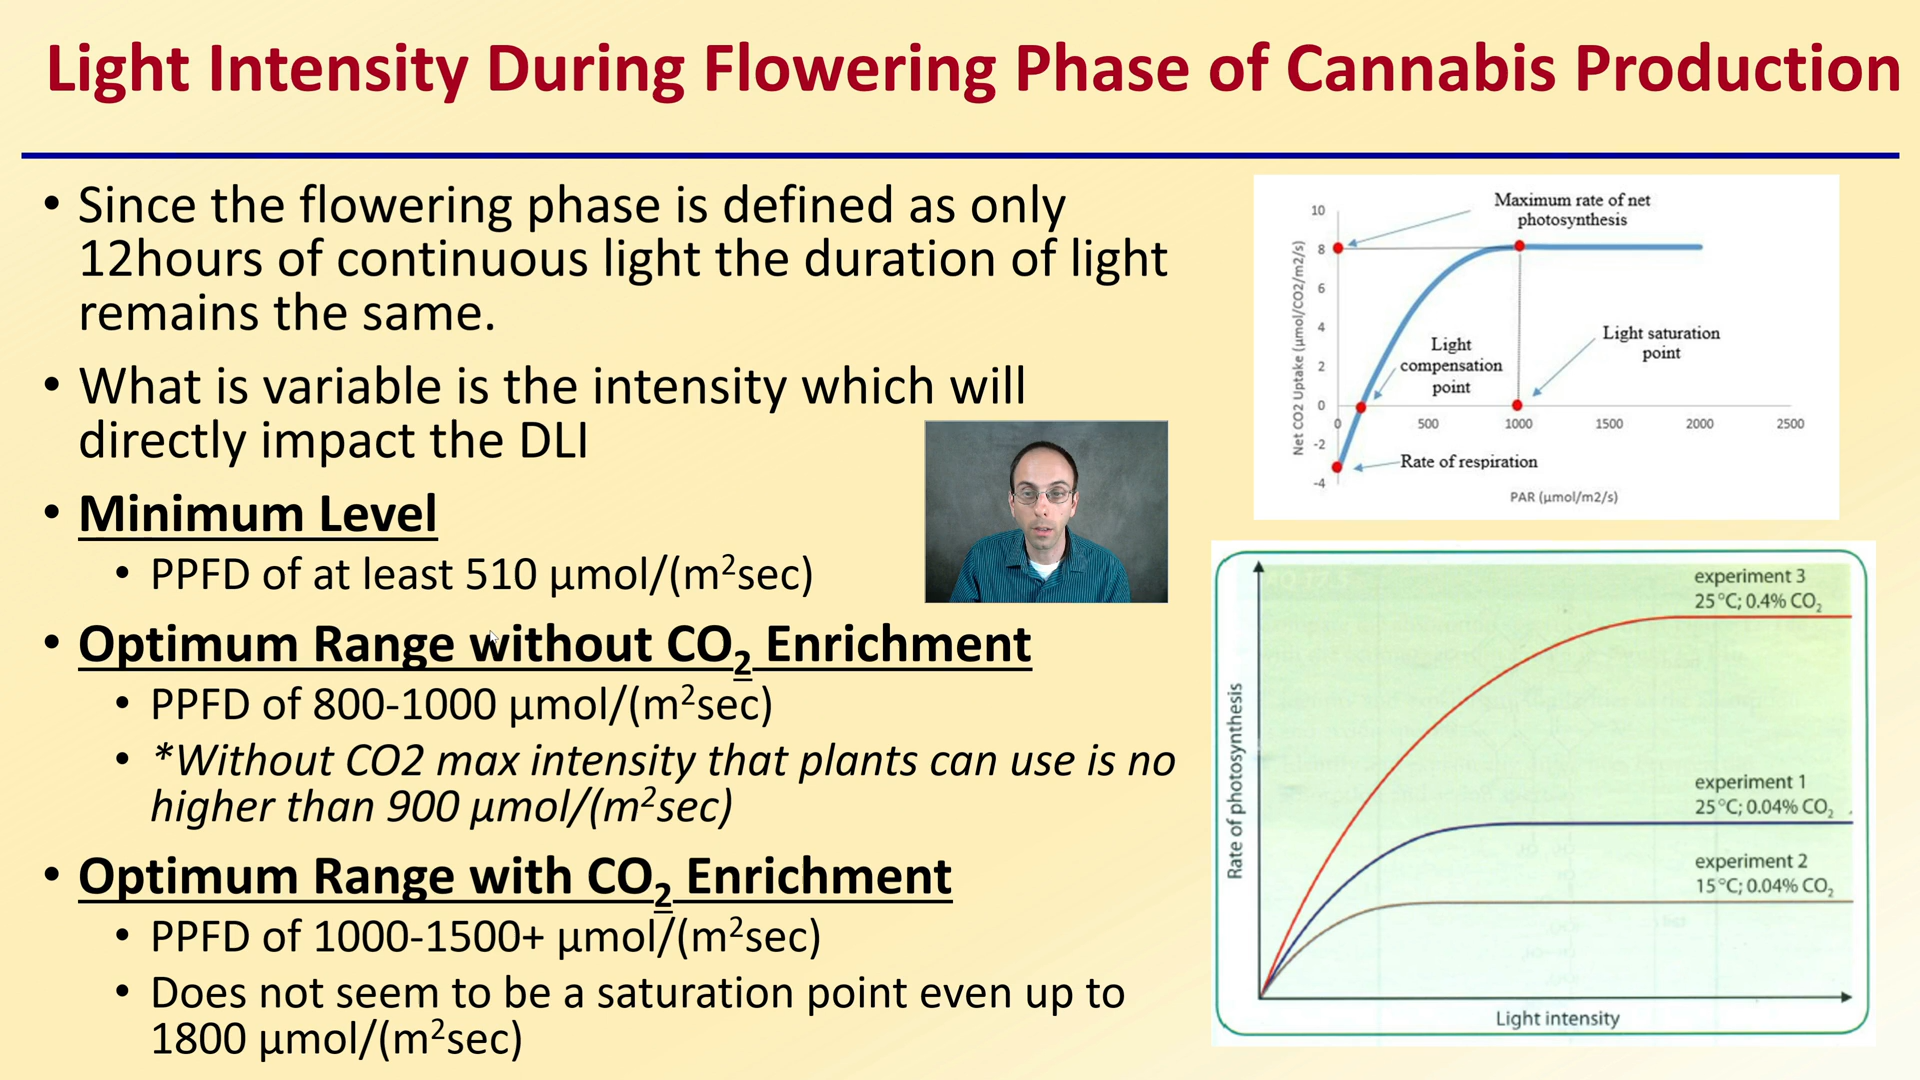 Light Intensity During Flowering Phase of Cannabis Production
• Since the flowering phase is defined as only
12hours of continuous light the duration of light
remains the same.
• What is variable is the intensity which will
directly impact the DLI
• Minimum Level
• PPFD of at least 510 µmol/(m²sec)
• Optimum Range without CO₂ Enrichment
• PPFD of 800-1000 µmol/(m²sec)
• *Without CO2 max intensity that plants can use is no
higher than 900 µmol/(m²sec)
• Optimum Range with CO₂ Enrichment
• PPFD of 1000-1500+ µmol/(m²sec)
• Does not seem to be a saturation point even up to
1800 µmol/(m²sec)
Maximum rate of net
photosynthesis
Net CO2 Uptake (µmol/CO2/m2/s)
10
8
6
4
2
0
-2
-4
Light
compensation
point
Light saturation
point
0 500 1000 1500 2000 2500
Rate of respiration
PAR (µmol/m2/s)
experiment 3
25 °C; 0.4% CO₂
experiment 1
25 °C; 0.04% CO₂
experiment 2
15 °C; 0.04% CO₂
Rate of photosynthesis
Light intensity